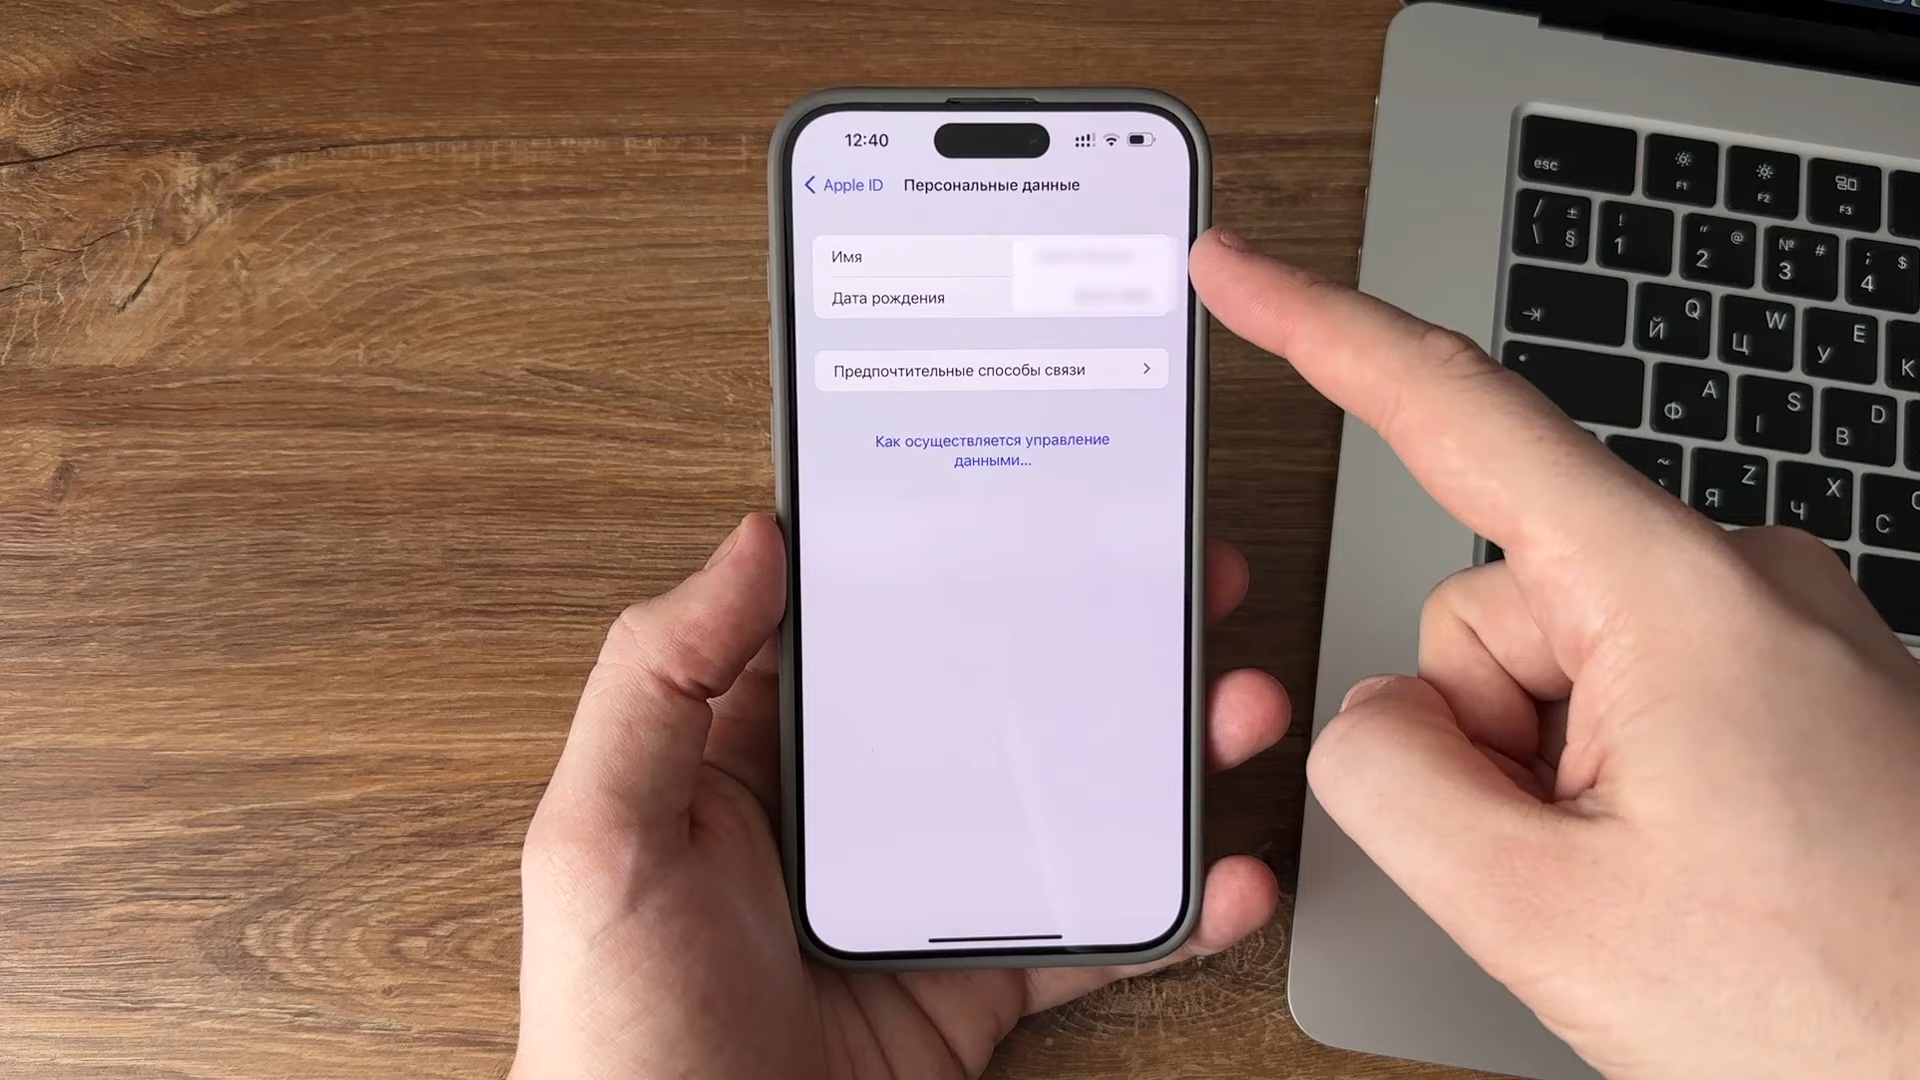 12:40
Apple ID Персональные данные
Имя
Дата рождения
Предпочтительные способы связи
Как осуществляется управление
данными...
esc
F1
F2
F3
/ ±
\ §
!
1
" @
2
№ #
3
; $
4
Q
Й
W
Ц
E
У
К
A
Ф
S
Ы
D
В
~
Z
Я
X
Ч
С